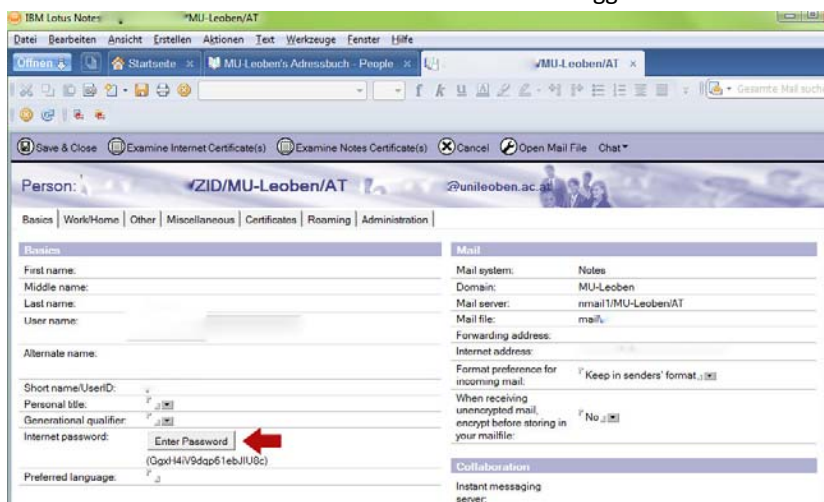 IBM Lotus Notes MU-Leoben/AT
Datei Bearbeiten Ansicht Erstellen Aktionen Text Werkzeuge Fenster Hilfe
Öffnen Startseite × MU-Leoben's Adressbuch - People × /MU-Leoben/AT ×
f k u Gesamte Mail suche
Save & Close Examine Internet Certificate(s) Examine Notes Certificate(s) Cancel Open Mail File Chat
Person: /ZID/MU-Leoben/AT @unileoben.ac.at
Basics | Work/Home | Other | Miscellaneous | Certificates | Roaming | Administration |
Basics
First name:
Middle name:
Last name:
User name:
Alternate name:
Short name/UserID:
Personal title:
Generational qualifier:
Internet password: Enter Password
(GgxH4iV9dqp61ebJIU8c)
Preferred language:
Mail
Mail system: Notes
Domain: MU-Leoben
Mail server: nmail1/MU-Leoben/AT
Mail file: mail\
Forwarding address:
Internet address:
Format preference for
incoming mail: Keep in senders' format
When receiving
unencrypted mail,
encrypt before storing in No
your mailfile:
Collaboration
Instant messaging
server: